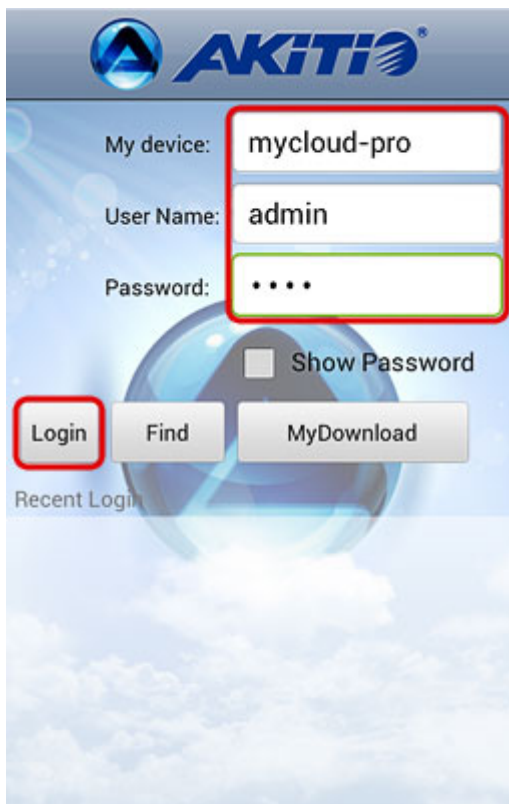 AKiTiO®
My device: mycloud-pro
User Name: admin
Password: ••••
Show Password
Login Find MyDownload
Recent Login